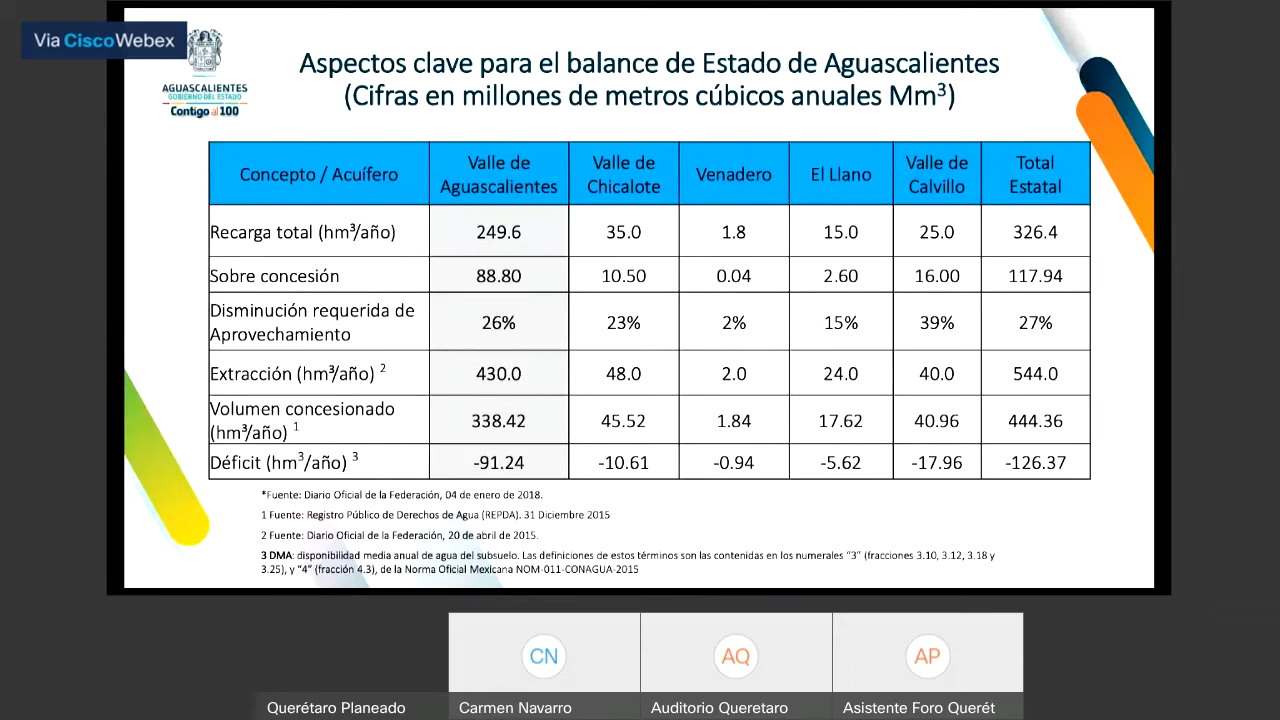 Via Cisco Webex
AGUASCALIENTES
GOBIERNO DEL ESTADO
Contigo al 100
Aspectos clave para el balance de Estado de Aguascalientes
(Cifras en millones de metros cúbicos anuales Mm³)
Concepto / Acuífero Valle de Aguascalientes Valle de Chicalote Venadero El Llano Valle de Calvillo Total Estatal
Recarga total (hm³/año) 249.6 35.0 1.8 15.0 25.0 326.4
Sobre concesión 88.80 10.50 0.04 2.60 16.00 117.94
Disminución requerida de Aprovechamiento 26% 23% 2% 15% 39% 27%
Extracción (hm³/año) ² 430.0 48.0 2.0 24.0 40.0 544.0
Volumen concesionado (hm³/año) ¹ 338.42 45.52 1.84 17.62 40.96 444.36
Déficit (hm³/año) ³ -91.24 -10.61 -0.94 -5.62 -17.96 -126.37
*Fuente: Diario Oficial de la Federación, 04 de enero de 2018.
1 Fuente: Registro Público de Derechos de Agua (REPDA). 31 Diciembre 2015
2 Fuente: Diario Oficial de la Federación, 20 de abril de 2015.
3 DMA: disponibilidad media anual de agua del subsuelo. Las definiciones de estos términos son las contenidas en los numerales “3” (fracciones 3.10, 3.12, 3.18 y
3.25), y “4” (fracción 4.3), de la Norma Oficial Mexicana NOM-011-CONAGUA-2015
CN
AQ
AP
Querétaro Planeado
Carmen Navarro
Auditorio Queretaro
Asistente Foro Querét